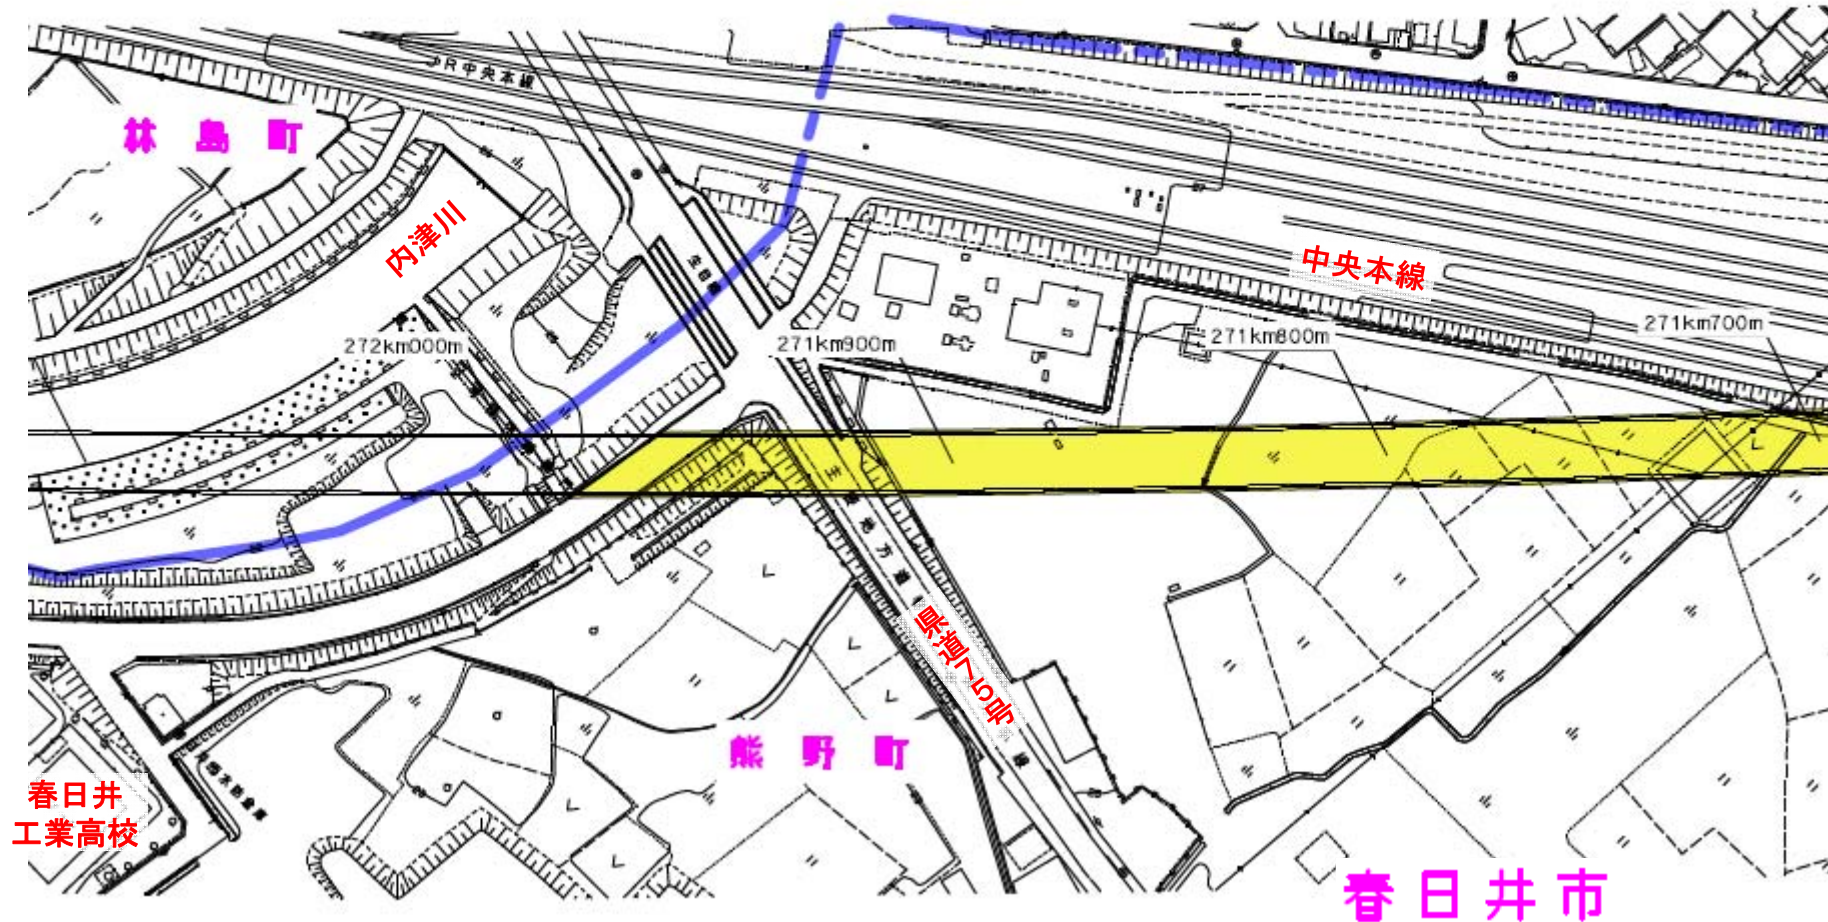 JR中央本線
林島町
内津川
中央本線
272km000m
271km900m
271km800m
271km700m
県道75号
熊野町
春日井
工業高校
春日井市